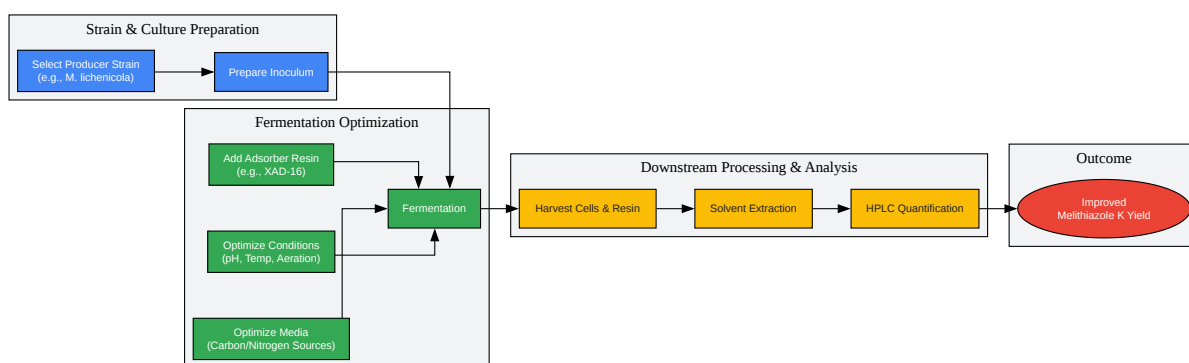 Strain & Culture Preparation
Select Producer Strain
(e.g., M. lichenicola)
Prepare Inoculum
Fermentation Optimization
Add Adsorber Resin
(e.g., XAD-16)
Fermentation
Optimize Conditions
(pH, Temp, Aeration)
Optimize Media
(Carbon/Nitrogen Sources)
Downstream Processing & Analysis
Harvest Cells & Resin
Solvent Extraction
HPLC Quantification
Outcome
Improved
Melithiazole K Yield